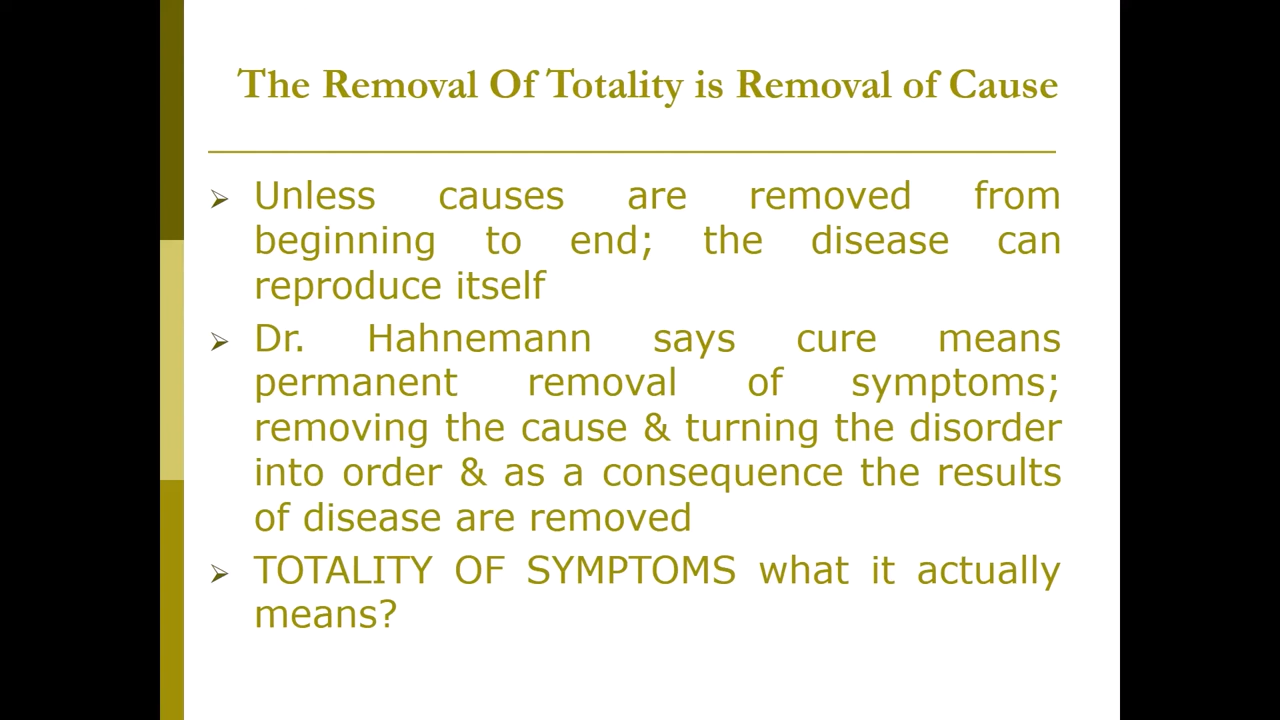 The Removal Of Totality is Removal of Cause
Unless causes are removed from
beginning to end; the disease can
reproduce itself
Dr. Hahnemann says cure means
permanent removal of symptoms;
removing the cause & turning the disorder
into order & as a consequence the results
of disease are removed
TOTALITY OF SYMPTOMS what it actually
means?